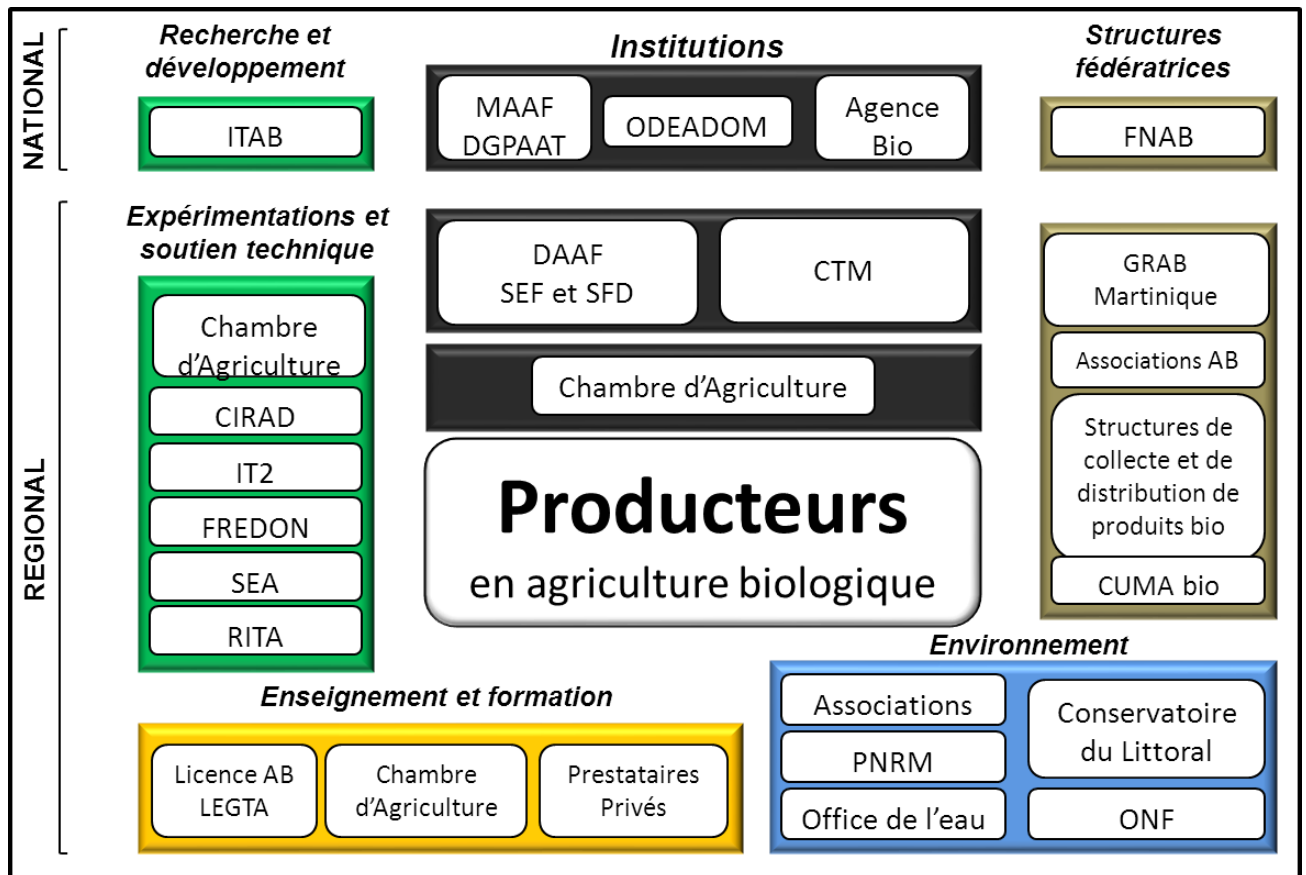 NATIONAL
Recherche et
développement
ITAB
Institutions
MAAF
DGPAAT
ODEADOM
Agence
Bio
Structures
fédératrices
FNAB
REGIONAL
Expérimentations et
soutien technique
Chambre
d’Agriculture
CIRAD
IT2
FREDON
SEA
RITA
DAAF
SEF et SFD
CTM
Chambre d’Agriculture
Producteurs
en agriculture biologique
GRAB
Martinique
Associations AB
Structures de
collecte et de
distribution de
produits bio
CUMA bio
Enseignement et formation
Licence AB
LEGTA
Chambre
d’Agriculture
Prestataires
Privés
Environnement
Associations
PNRM
Office de l’eau
Conservatoire
du Littoral
ONF